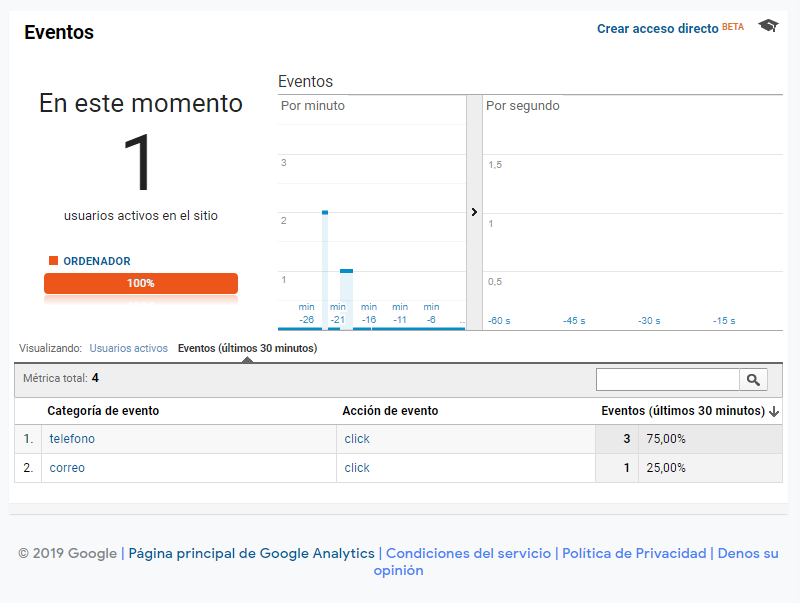 Eventos
Crear acceso directo BETA
En este momento
1
usuarios activos en el sitio
ORDENADOR
100%
Eventos
Por minuto
3
2
1
min -26
min -21
min -16
min -11
min -6
...
Por segundo
1,5
1
0,5
-60 s
-45 s
-30 s
-15 s
Visualizando: Usuarios activos Eventos (últimos 30 minutos)
Métrica total: 4
Categoría de evento Acción de evento Eventos (últimos 30 minutos)
1. telefono click 3 75,00%
2. correo click 1 25,00%
© 2019 Google | Página principal de Google Analytics | Condiciones del servicio | Política de Privacidad | Denos su
opinión